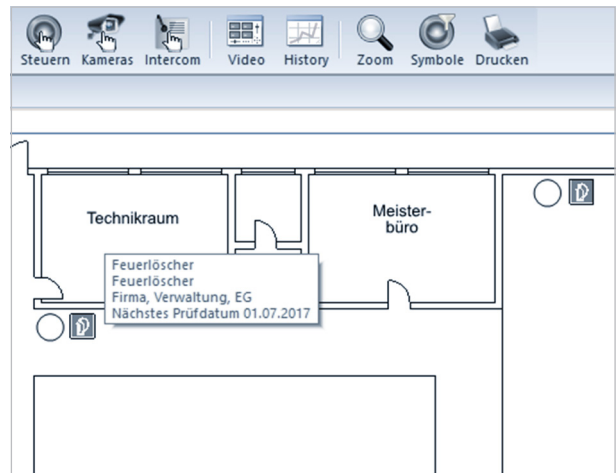 Steuern Kameras Intercom Video History Zoom Symbole Drucken
Technikraum
Meister-
büro
Feuerlöscher
Feuerlöscher
Firma, Verwaltung, EG
Nächstes Prüfdatum 01.07.2017